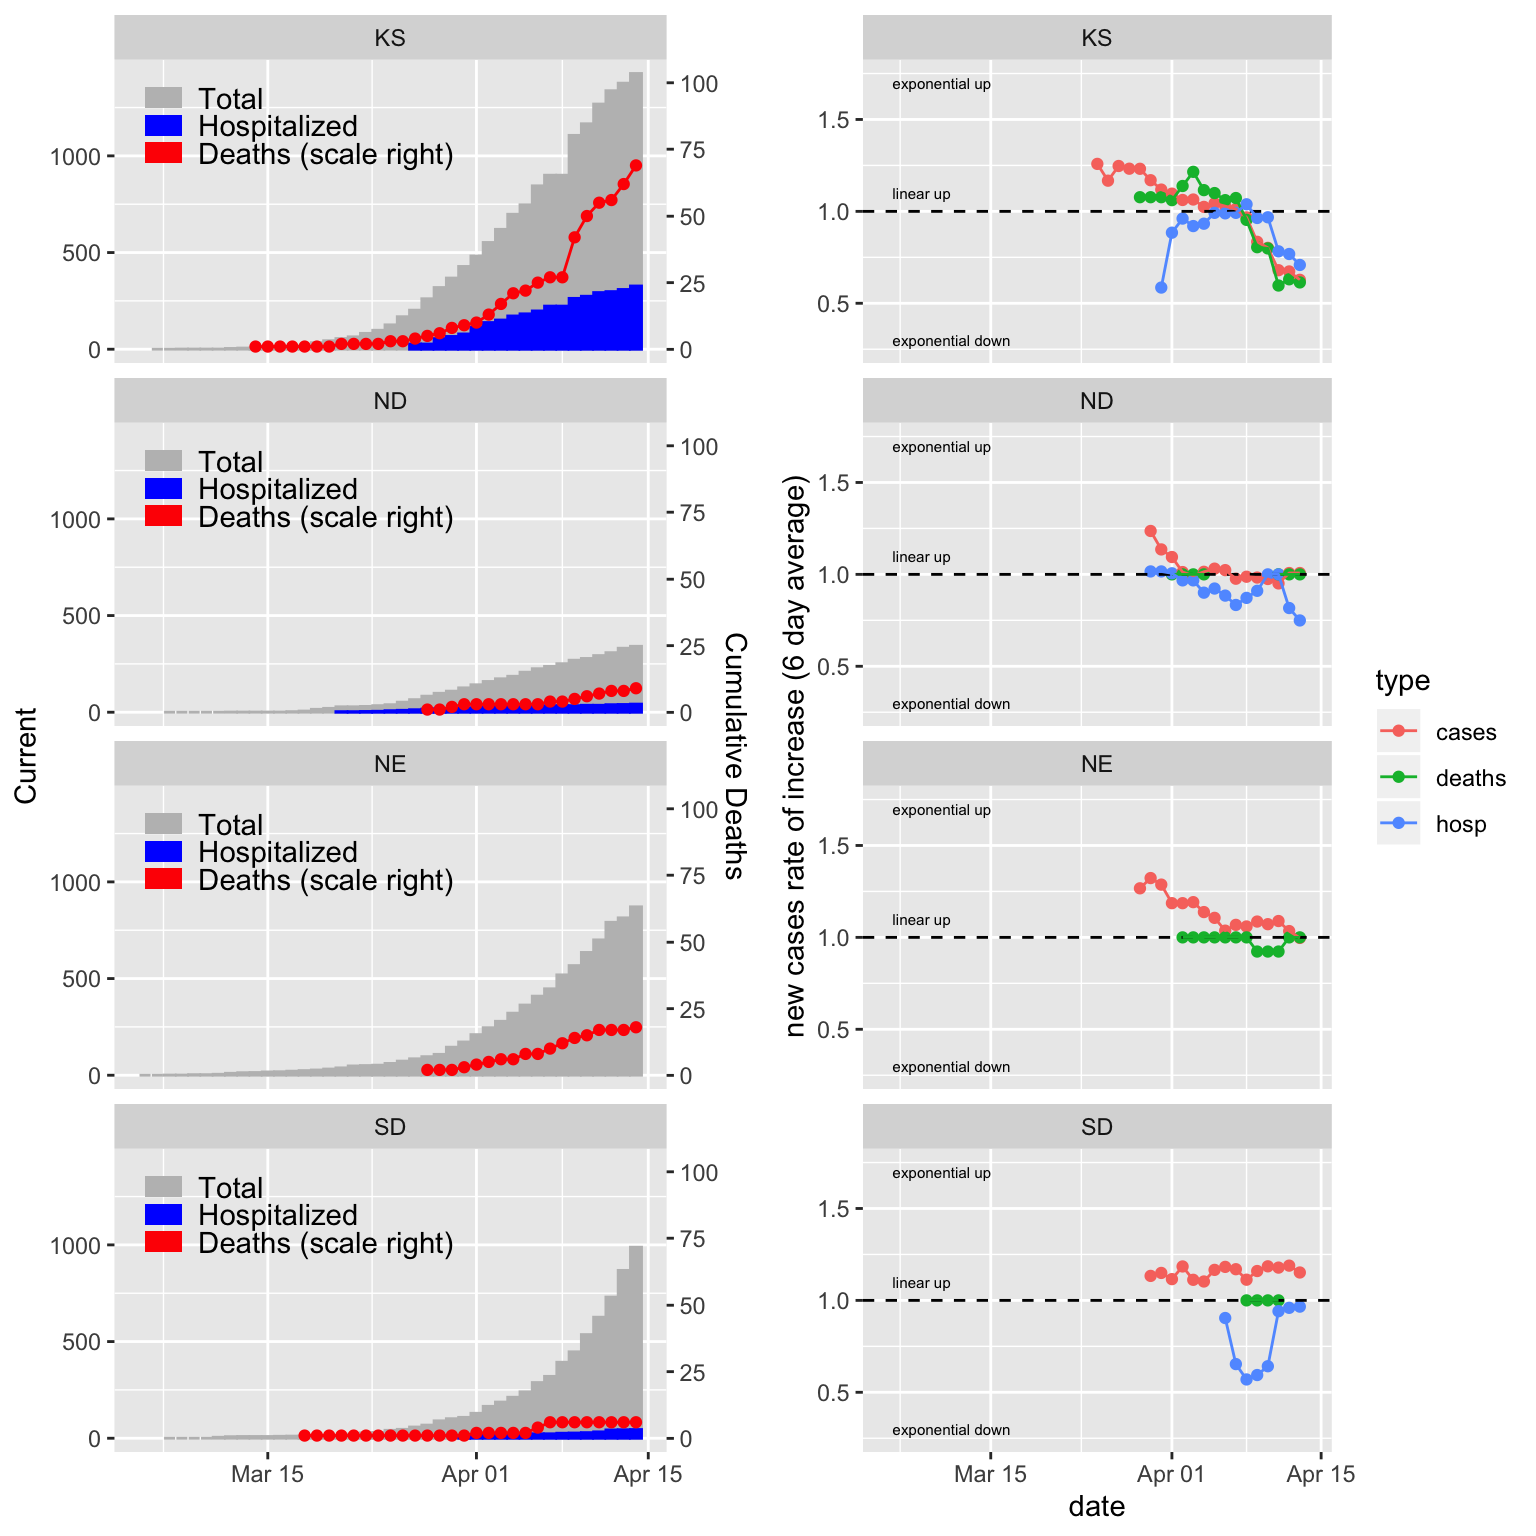 KS
Total
Hospitalized
Deaths (scale right)
1000
500
0
100
75
50
25
0
ND
Total
Hospitalized
Deaths (scale right)
1000
500
0
100
75
50
25
0
NE
Total
Hospitalized
Deaths (scale right)
1000
500
0
100
75
50
25
0
SD
Total
Hospitalized
Deaths (scale right)
1000
500
0
100
75
50
25
0
Mar 15
Apr 01
Apr 15
Current
Cumulative Deaths
KS
exponential up
linear up
exponential down
1.5
1.0
0.5
ND
exponential up
linear up
exponential down
1.5
1.0
0.5
NE
exponential up
linear up
exponential down
1.5
1.0
0.5
SD
exponential up
linear up
exponential down
1.5
1.0
0.5
Mar 15
Apr 01
Apr 15
date
new cases rate of increase (6 day average)
type
cases
deaths
hosp